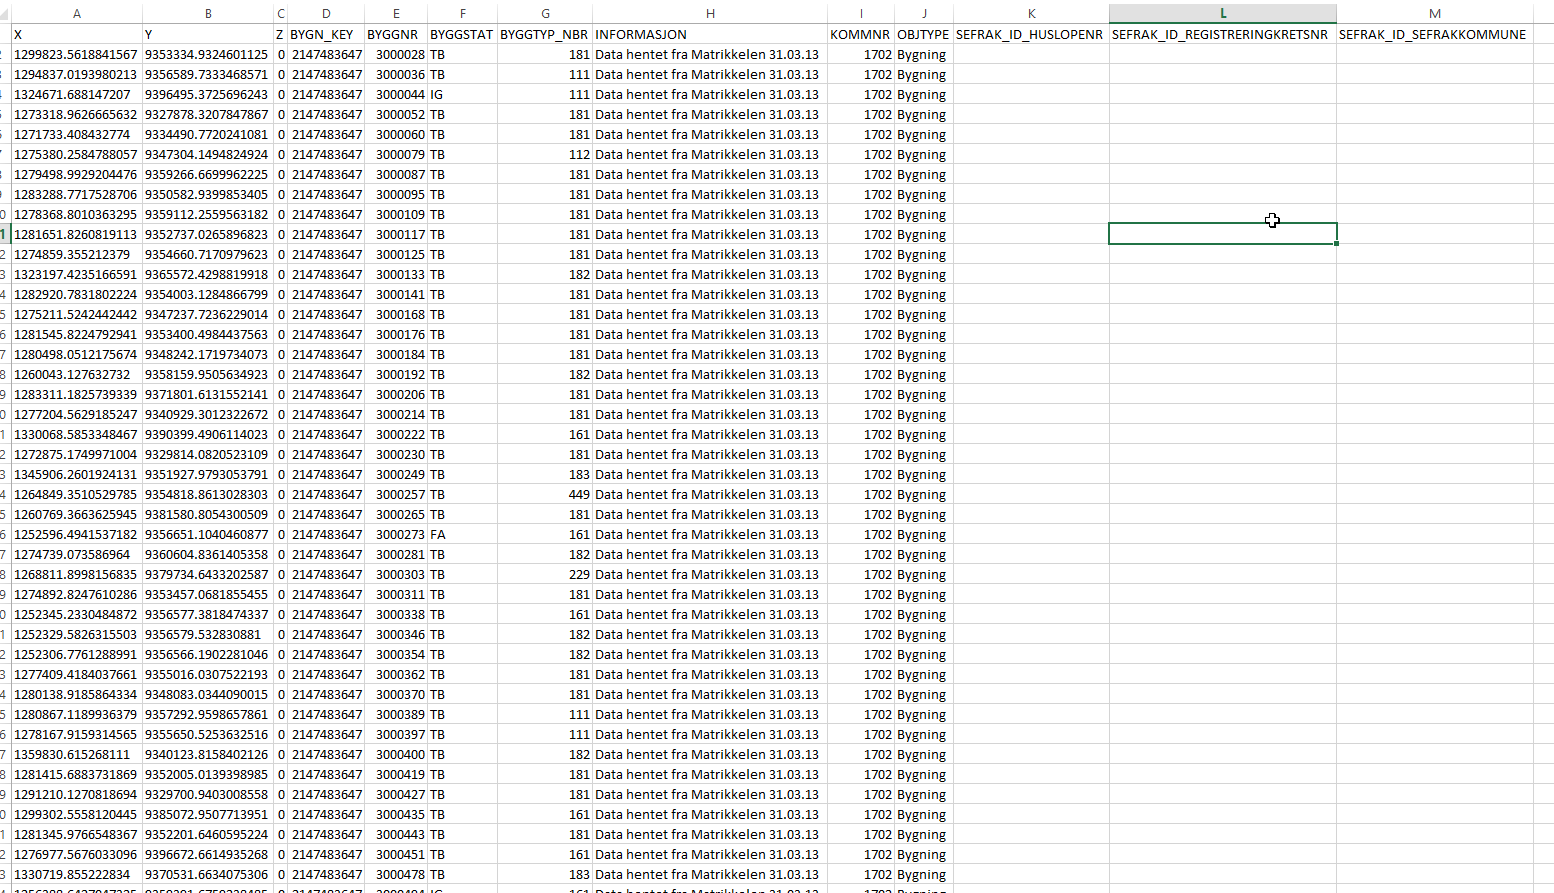 A B C D E F G H I J K L M
X Y Z BYGN_KEY BYGGNR BYGGSTAT BYGGTYP_NBR INFORMASJON KOMMNR OBJTYPE SEFRAK_ID_HUSLOPENR SEFRAK_ID_REGISTRERINGKRETSNR SEFRAK_ID_SEFRAKKOMMUNE
2 1299823.5618841567 9353334.9324601125 0 2147483647 3000028 TB 181 Data hentet fra Matrikkelen 31.03.13 1702 Bygning
1294837.0193980213 9356589.7333468571 0 2147483647 3000036 TB 111 Data hentet fra Matrikkelen 31.03.13 1702 Bygning
1324671.688147207 9396495.3725696243 0 2147483647 3000044 IG 111 Data hentet fra Matrikkelen 31.03.13 1702 Bygning
1273318.9626665632 9327878.3207847867 0 2147483647 3000052 TB 181 Data hentet fra Matrikkelen 31.03.13 1702 Bygning
1271733.408432774 9334490.7720241081 0 2147483647 3000060 TB 181 Data hentet fra Matrikkelen 31.03.13 1702 Bygning
1275380.2584788057 9347304.1494824924 0 2147483647 3000079 TB 112 Data hentet fra Matrikkelen 31.03.13 1702 Bygning
1279498.9929204476 9359266.6699962225 0 2147483647 3000087 TB 181 Data hentet fra Matrikkelen 31.03.13 1702 Bygning
1283288.7717528706 9350582.9399853405 0 2147483647 3000095 TB 181 Data hentet fra Matrikkelen 31.03.13 1702 Bygning
0 1278368.8010363295 9359112.2559563182 0 2147483647 3000109 TB 181 Data hentet fra Matrikkelen 31.03.13 1702 Bygning
1 1281651.8260819113 9352737.0265896823 0 2147483647 3000117 TB 181 Data hentet fra Matrikkelen 31.03.13 1702 Bygning
2 1274859.355212379 9354660.7170979623 0 2147483647 3000125 TB 181 Data hentet fra Matrikkelen 31.03.13 1702 Bygning
3 1323197.4235166591 9365572.4298819918 0 2147483647 3000133 TB 182 Data hentet fra Matrikkelen 31.03.13 1702 Bygning
4 1282920.7831802224 9354003.1284866799 0 2147483647 3000141 TB 181 Data hentet fra Matrikkelen 31.03.13 1702 Bygning
5 1275211.5242442442 9347237.7236229014 0 2147483647 3000168 TB 181 Data hentet fra Matrikkelen 31.03.13 1702 Bygning
6 1281545.8224792941 9353400.4984437563 0 2147483647 3000176 TB 181 Data hentet fra Matrikkelen 31.03.13 1702 Bygning
7 1280498.0512175674 9348242.1719734073 0 2147483647 3000184 TB 181 Data hentet fra Matrikkelen 31.03.13 1702 Bygning
8 1260043.127632732 9358159.9505634923 0 2147483647 3000192 TB 182 Data hentet fra Matrikkelen 31.03.13 1702 Bygning
9 1283311.1825739339 9371801.6131552141 0 2147483647 3000206 TB 181 Data hentet fra Matrikkelen 31.03.13 1702 Bygning
0 1277204.5629185247 9340929.3012322672 0 2147483647 3000214 TB 181 Data hentet fra Matrikkelen 31.03.13 1702 Bygning
1 1330068.5853348467 9390399.4906114023 0 2147483647 3000222 TB 161 Data hentet fra Matrikkelen 31.03.13 1702 Bygning
2 1272875.1749971004 9329814.0820523109 0 2147483647 3000230 TB 181 Data hentet fra Matrikkelen 31.03.13 1702 Bygning
3 1345906.2601924131 9351927.9793053791 0 2147483647 3000249 TB 183 Data hentet fra Matrikkelen 31.03.13 1702 Bygning
4 1264849.3510529785 9354818.8613028303 0 2147483647 3000257 TB 449 Data hentet fra Matrikkelen 31.03.13 1702 Bygning
5 1260769.3663625945 9381580.8054300509 0 2147483647 3000265 TB 181 Data hentet fra Matrikkelen 31.03.13 1702 Bygning
6 1252596.4941537182 9356651.1040460877 0 2147483647 3000273 FA 161 Data hentet fra Matrikkelen 31.03.13 1702 Bygning
7 1274739.073586964 9360604.8361405358 0 2147483647 3000281 TB 182 Data hentet fra Matrikkelen 31.03.13 1702 Bygning
8 1268811.8998156835 9379734.6433202587 0 2147483647 3000303 TB 229 Data hentet fra Matrikkelen 31.03.13 1702 Bygning
9 1274892.8247610286 9353457.0681855455 0 2147483647 3000311 TB 181 Data hentet fra Matrikkelen 31.03.13 1702 Bygning
0 1252345.2330484872 9356577.3818474337 0 2147483647 3000338 TB 161 Data hentet fra Matrikkelen 31.03.13 1702 Bygning
1 1252329.5826315503 9356579.532830881 0 2147483647 3000346 TB 182 Data hentet fra Matrikkelen 31.03.13 1702 Bygning
2 1252306.7761288991 9356566.1902281046 0 2147483647 3000354 TB 182 Data hentet fra Matrikkelen 31.03.13 1702 Bygning
3 1277409.4184037661 9355016.0307522193 0 2147483647 3000362 TB 181 Data hentet fra Matrikkelen 31.03.13 1702 Bygning
4 1280138.9185864334 9348083.0344090015 0 2147483647 3000370 TB 181 Data hentet fra Matrikkelen 31.03.13 1702 Bygning
5 1280867.1189936379 9357292.9598657861 0 2147483647 3000389 TB 111 Data hentet fra Matrikkelen 31.03.13 1702 Bygning
6 1278167.9159314565 9355650.5253632516 0 2147483647 3000397 TB 111 Data hentet fra Matrikkelen 31.03.13 1702 Bygning
7 1359830.615268111 9340123.8158402126 0 2147483647 3000400 TB 182 Data hentet fra Matrikkelen 31.03.13 1702 Bygning
8 1281415.6883731869 9352005.0139398985 0 2147483647 3000419 TB 181 Data hentet fra Matrikkelen 31.03.13 1702 Bygning
9 1291210.1270818694 9329700.9403008558 0 2147483647 3000427 TB 181 Data hentet fra Matrikkelen 31.03.13 1702 Bygning
0 1299302.5558120445 9385072.9507713951 0 2147483647 3000435 TB 161 Data hentet fra Matrikkelen 31.03.13 1702 Bygning
1 1281345.9766548367 9352201.6460595224 0 2147483647 3000443 TB 181 Data hentet fra Matrikkelen 31.03.13 1702 Bygning
2 1276977.5676033096 9396672.6614935268 0 2147483647 3000451 TB 161 Data hentet fra Matrikkelen 31.03.13 1702 Bygning
3 1330719.855222834 9370531.6634075306 0 2147483647 3000478 TB 183 Data hentet fra Matrikkelen 31.03.13 1702 Bygning